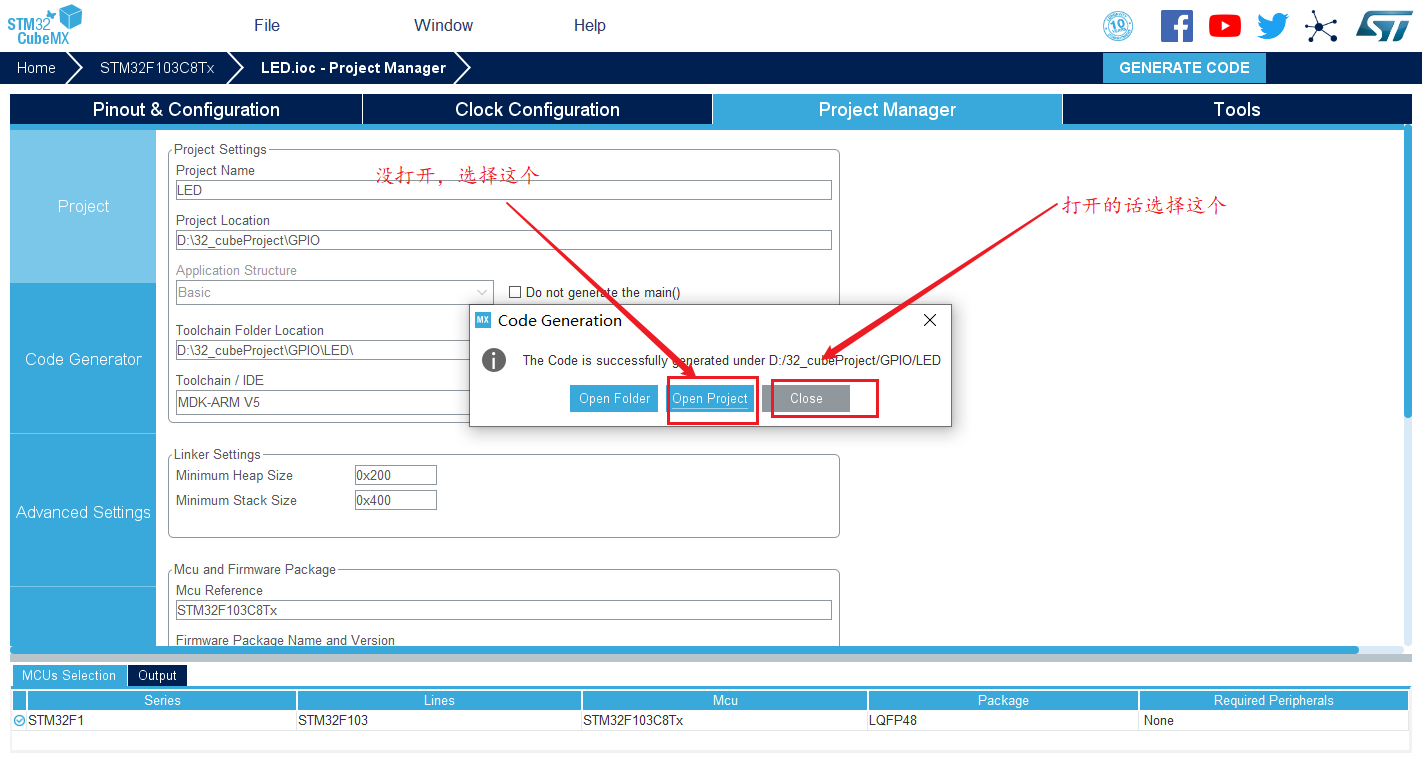 STM32
CubeMX
File
Window
Help
10
ST
Home
STM32F103C8Tx
LED.ioc - Project Manager
GENERATE CODE
Pinout & Configuration
Clock Configuration
Project Manager
Tools
Project
Code Generator
Advanced Settings
Project Settings
Project Name
没打开，选择这个
LED
打开的话选择这个
Project Location
D:\32_cubeProject\GPIO
Application Structure
Basic
Do not generate the main()
Toolchain Folder Location
D:\32_cubeProject\GPIO\LED\
Toolchain / IDE
MDK-ARM V5
MX
Code Generation
The Code is successfully generated under D:/32_cubeProject/GPIO/LED
Open Folder
Open Project
Close
Linker Settings
Minimum Heap Size
0x200
Minimum Stack Size
0x400
Mcu and Firmware Package
Mcu Reference
STM32F103C8Tx
Firmware Package Name and Version
MCUs Selection
Output
Series
Lines
Mcu
Package
Required Peripherals
STM32F1
STM32F103
STM32F103C8Tx
LQFP48
None